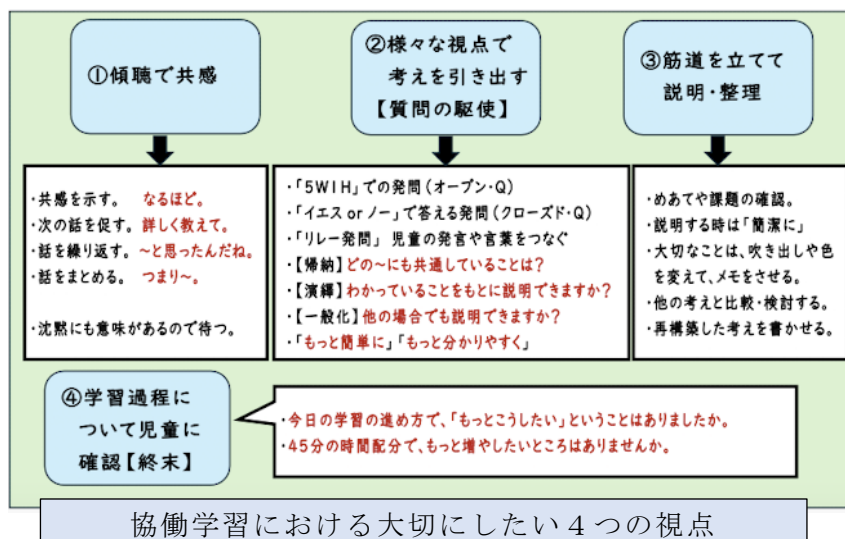 ①傾聴で共感
②様々な視点で
考えを引き出す
【質問の駆使】
③筋道を立てて
説明・整理
・共感を示す。 なるほど。
・次の話を促す。 詳しく教えて。
・話を繰り返す。 ～と思ったんだね。
・話をまとめる。 つまり～。
・沈黙にも意味があるので待つ。
・「5W1H」での発問(オープン・Q)
・「イエス or ノー」で答える発問(クローズド・Q)
・「リレー発問」 児童の発言や言葉をつなぐ
・【帰納】どの～にも共通していることは?
・【演繹】わかっていることをもとに説明できますか?
・【一般化】他の場合でも説明できますか?
・「もっと簡単に」「もっと分かりやすく」
・めあてや課題の確認。
・説明する時は「簡潔に」
・大切なことは、吹き出しや色
を変えて、メモをさせる。
・他の考えと比較・検討する。
・再構築した考えを書かせる。
④学習過程に
ついて児童に
確認【終末】
・今日の学習の進め方で、「もっとこうしたい」ということはありましたか。
・45分の時間配分で、もっと増やしたいところはありませんか。
協働学習における大切にしたい4つの視点